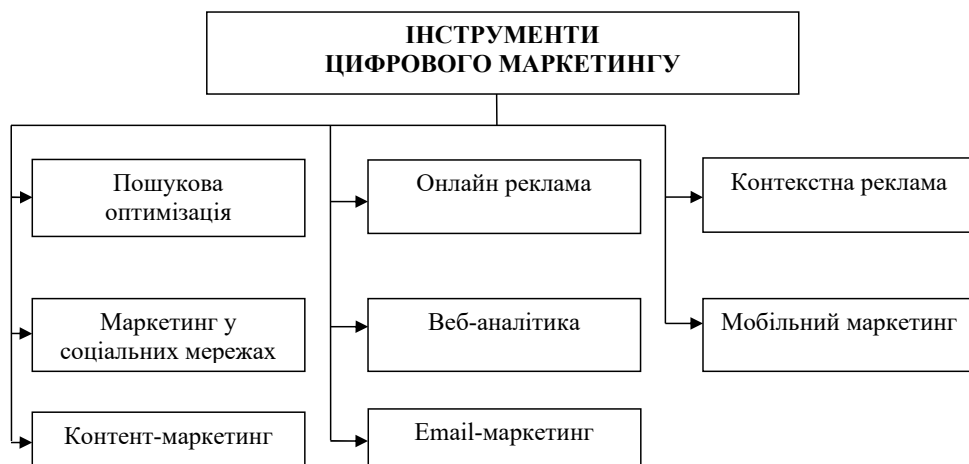 ІНСТРУМЕНТИ
ЦИФРОВОГО МАРКЕТИНГУ
Пошукова
оптимізація
Онлайн реклама
Контекстна реклама
Маркетинг у
соціальних мережах
Веб-аналітика
Мобільний маркетинг
Контент-маркетинг
Email-маркетинг